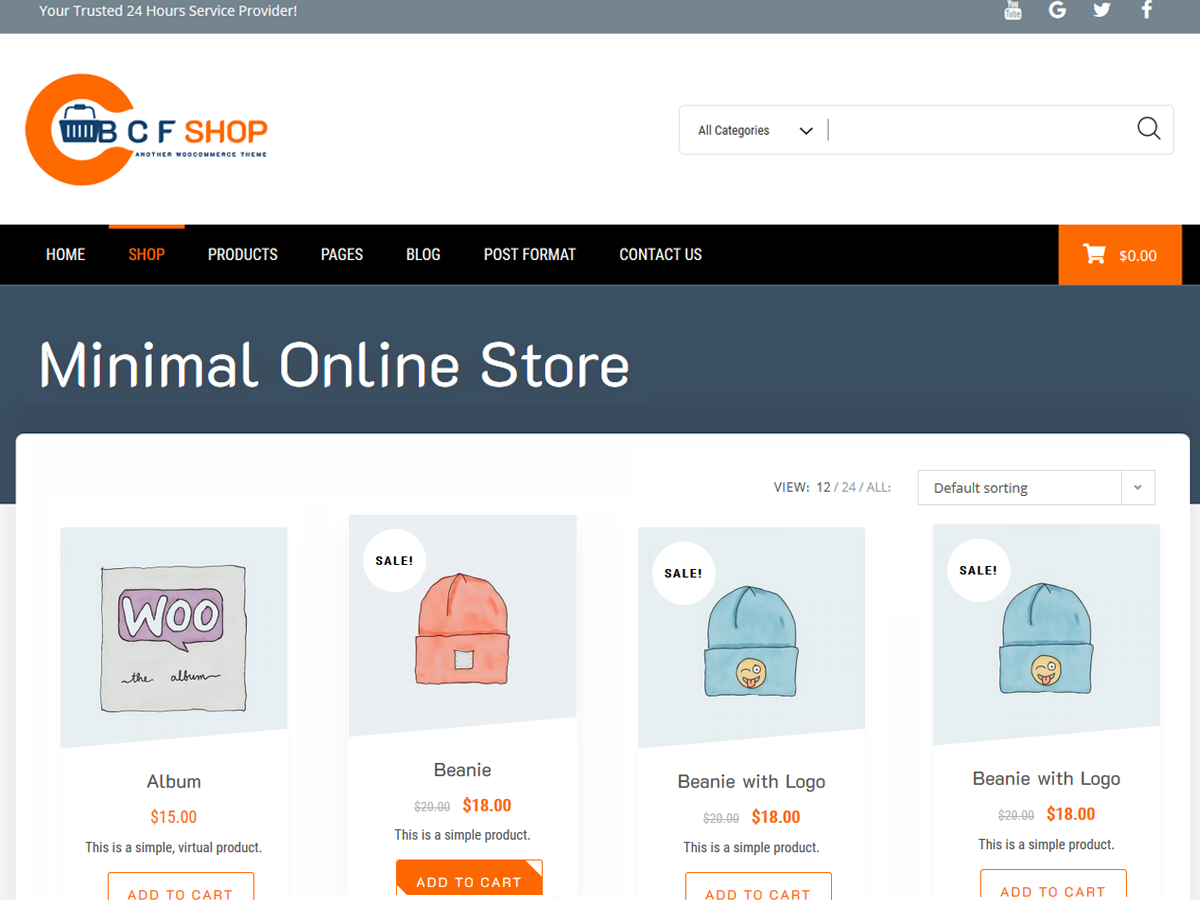 Your Trusted 24 Hours Service Provider!
You
Tube
B C F SHOP
ANOTHER WOOCOMMERCE THEME
All Categories
HOME SHOP PRODUCTS PAGES BLOG POST FORMAT CONTACT US $0.00
Minimal Online Store
VIEW: 12 / 24 / ALL:
Default sorting
WOO
the album
SALE!
SALE!
SALE!
Album
$15.00
This is a simple, virtual product.
ADD TO CART
Beanie
$20.00 $18.00
This is a simple product.
ADD TO CART
Beanie with Logo
$20.00 $18.00
This is a simple product.
ADD TO CART
Beanie with Logo
$20.00 $18.00
This is a simple product.
ADD TO CART